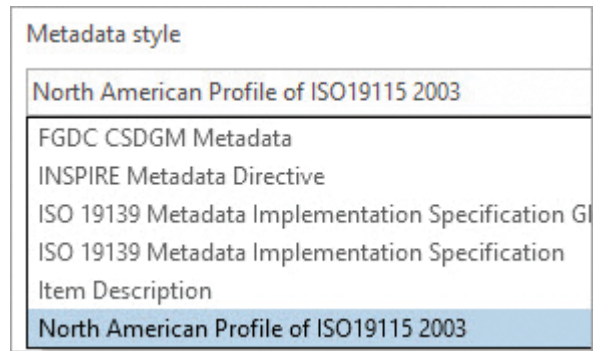 Metadata style
North American Profile of ISO19115 2003
FGDC CSDGM Metadata
INSPIRE Metadata Directive
ISO 19139 Metadata Implementation Specification
ISO 19139 Metadata Implementation Specification
Item Description
North American Profile of ISO19115 2003